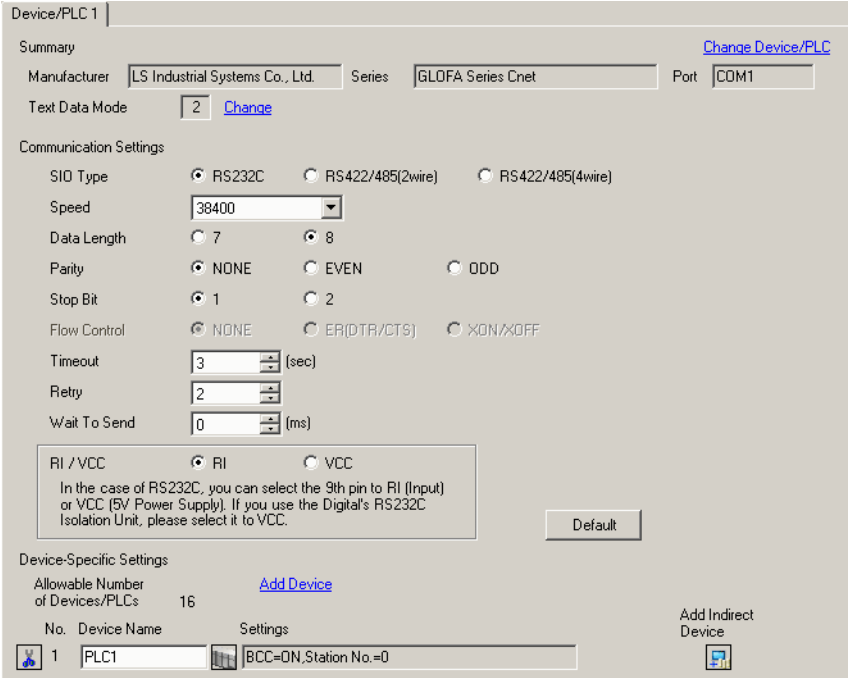 Device/PLC 1
Summary Change Device/PLC
Manufacturer LS Industrial Systems Co., Ltd. Series GLOFA Series Cnet Port COM1
Text Data Mode 2 Change
Communication Settings
SIO Type RS232C RS422/485(2wire) RS422/485(4wire)
Speed 38400
Data Length 7 8
Parity NONE EVEN ODD
Stop Bit 1 2
Flow Control NONE ER(DTR/CTS) XON/XOFF
Timeout 3 (sec)
Retry 2
Wait To Send 0 (ms)
RI / VCC RI VCC
In the case of RS232C, you can select the 9th pin to RI (Input)
or VCC (5V Power Supply). If you use the Digital's RS232C
Isolation Unit, please select it to VCC.
Default
Device-Specific Settings
Allowable Number
of Devices/PLCs 16 Add Device
Add Indirect
Device
No. Device Name Settings
1 PLC1 BCC=ON,Station No.=0